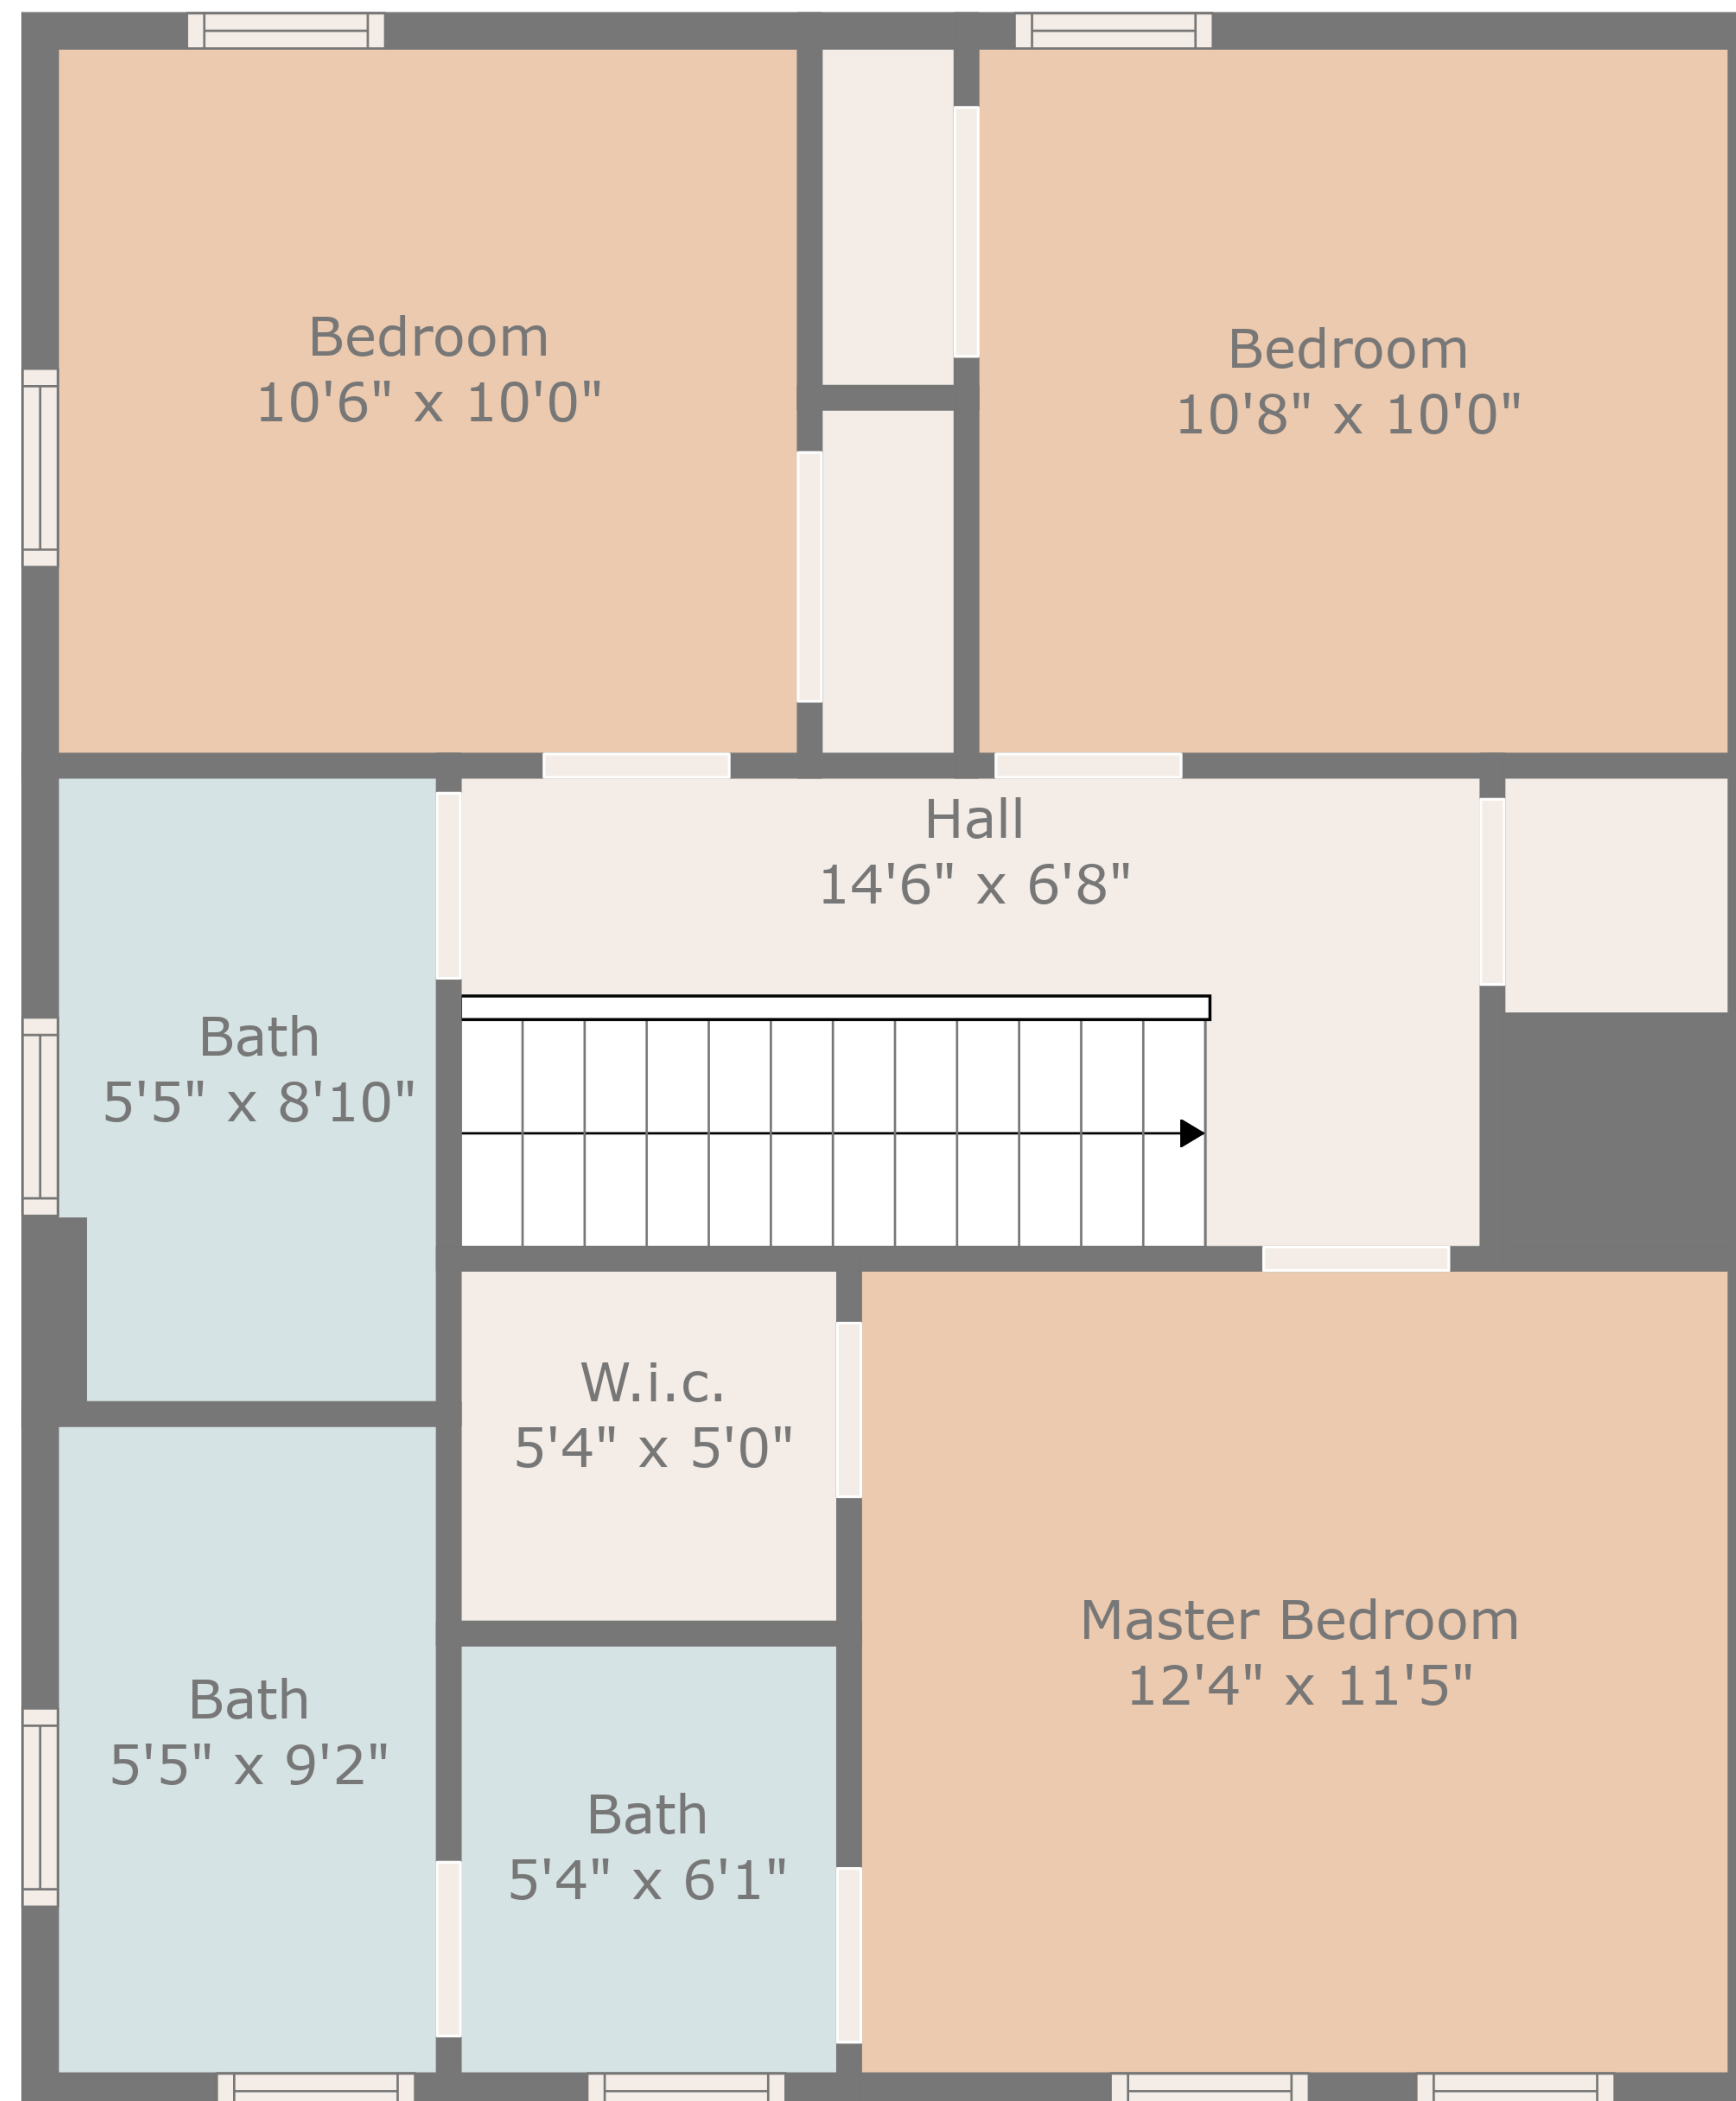 Bedroom
10'6" x 10'0"
Bedroom
10'8" x 10'0"
Hall
14'6" x 6'8"
Bath
5'5" x 8'10"
W.i.c.
5'4" x 5'0"
Master Bedroom
12'4" x 11'5"
Bath
5'5" x 9'2"
Bath
5'4" x 6'1"